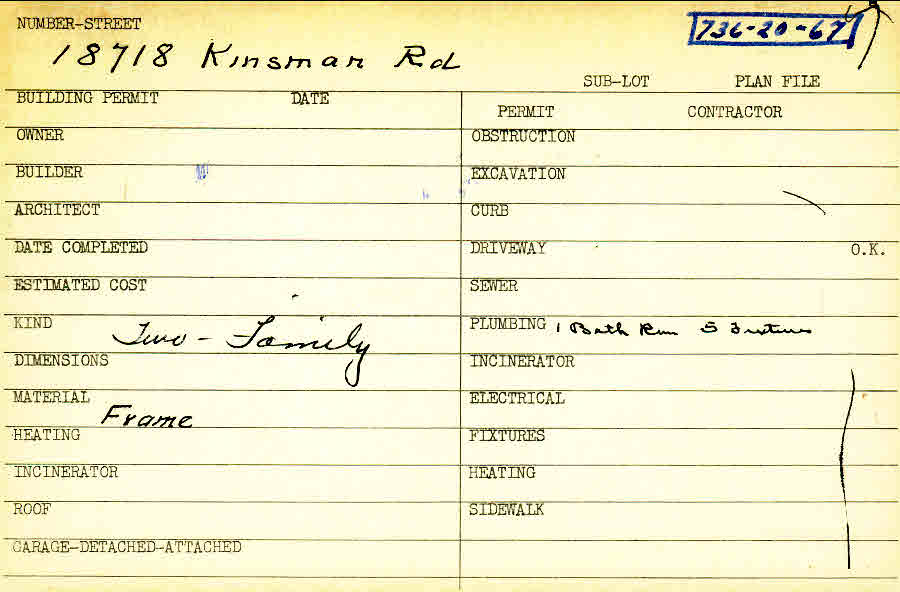 NUMBER-STREET
736-20-67
18718 Kinsman Rd
SUB-LOT PLAN FILE
BUILDING PERMIT DATE
PERMIT CONTRACTOR
OWNER
OBSTRUCTION
BUILDER
EXCAVATION
ARCHITECT
CURB
DATE COMPLETED
DRIVEWAY O.K.
ESTIMATED COST
SEWER
KIND Two-Family
PLUMBING 1 Bath Rm 5 Fixtures
DIMENSIONS
INCINERATOR
MATERIAL Frame
ELECTRICAL
HEATING
FIXTURES
INCINERATOR
HEATING
ROOF
SIDEWALK
GARAGE-DETACHED-ATTACHED